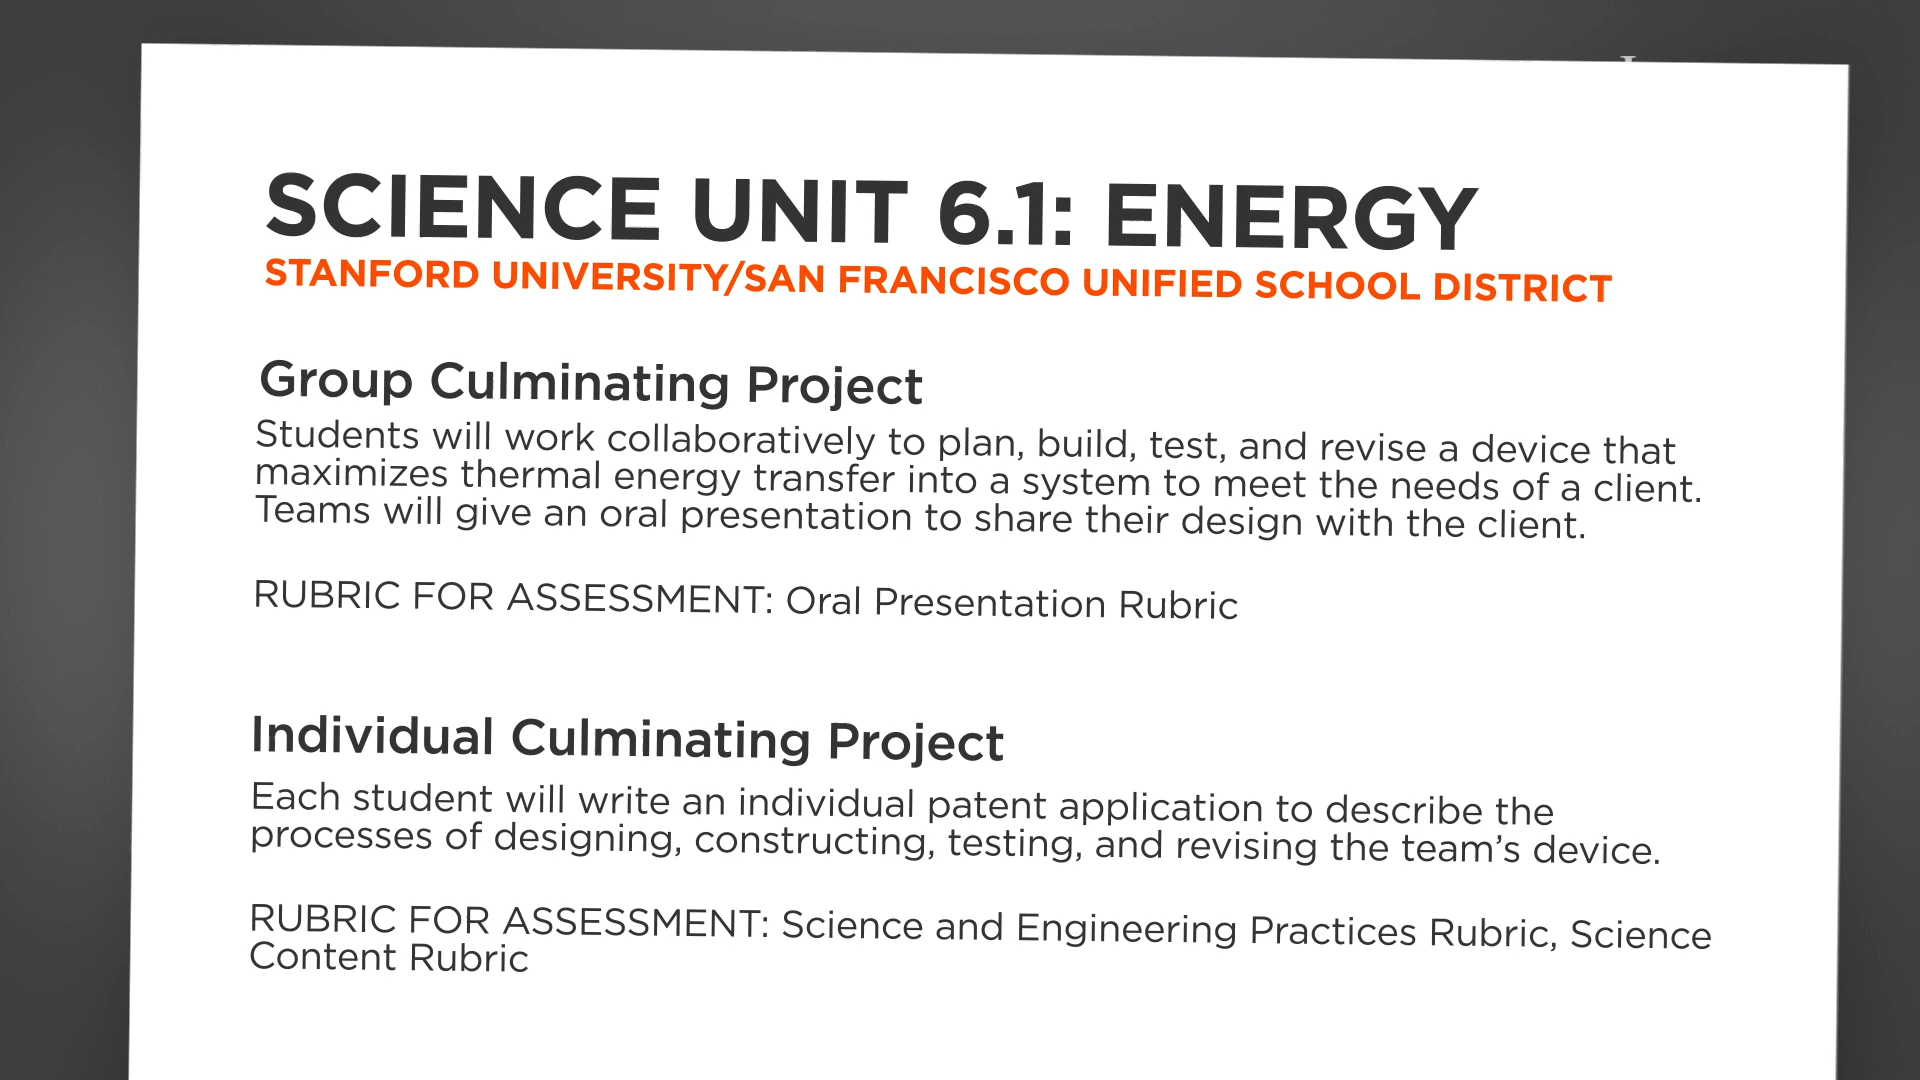 SCIENCE UNIT 6.1: ENERGY
STANFORD UNIVERSITY/SAN FRANCISCO UNIFIED SCHOOL DISTRICT
Group Culminating Project
Students will work collaboratively to plan, build, test, and revise a device that
maximizes thermal energy transfer into a system to meet the needs of a client.
Teams will give an oral presentation to share their design with the client.
RUBRIC FOR ASSESSMENT: Oral Presentation Rubric
Individual Culminating Project
Each student will write an individual patent application to describe the
processes of designing, constructing, testing, and revising the team’s device.
RUBRIC FOR ASSESSMENT: Science and Engineering Practices Rubric, Science
Content Rubric